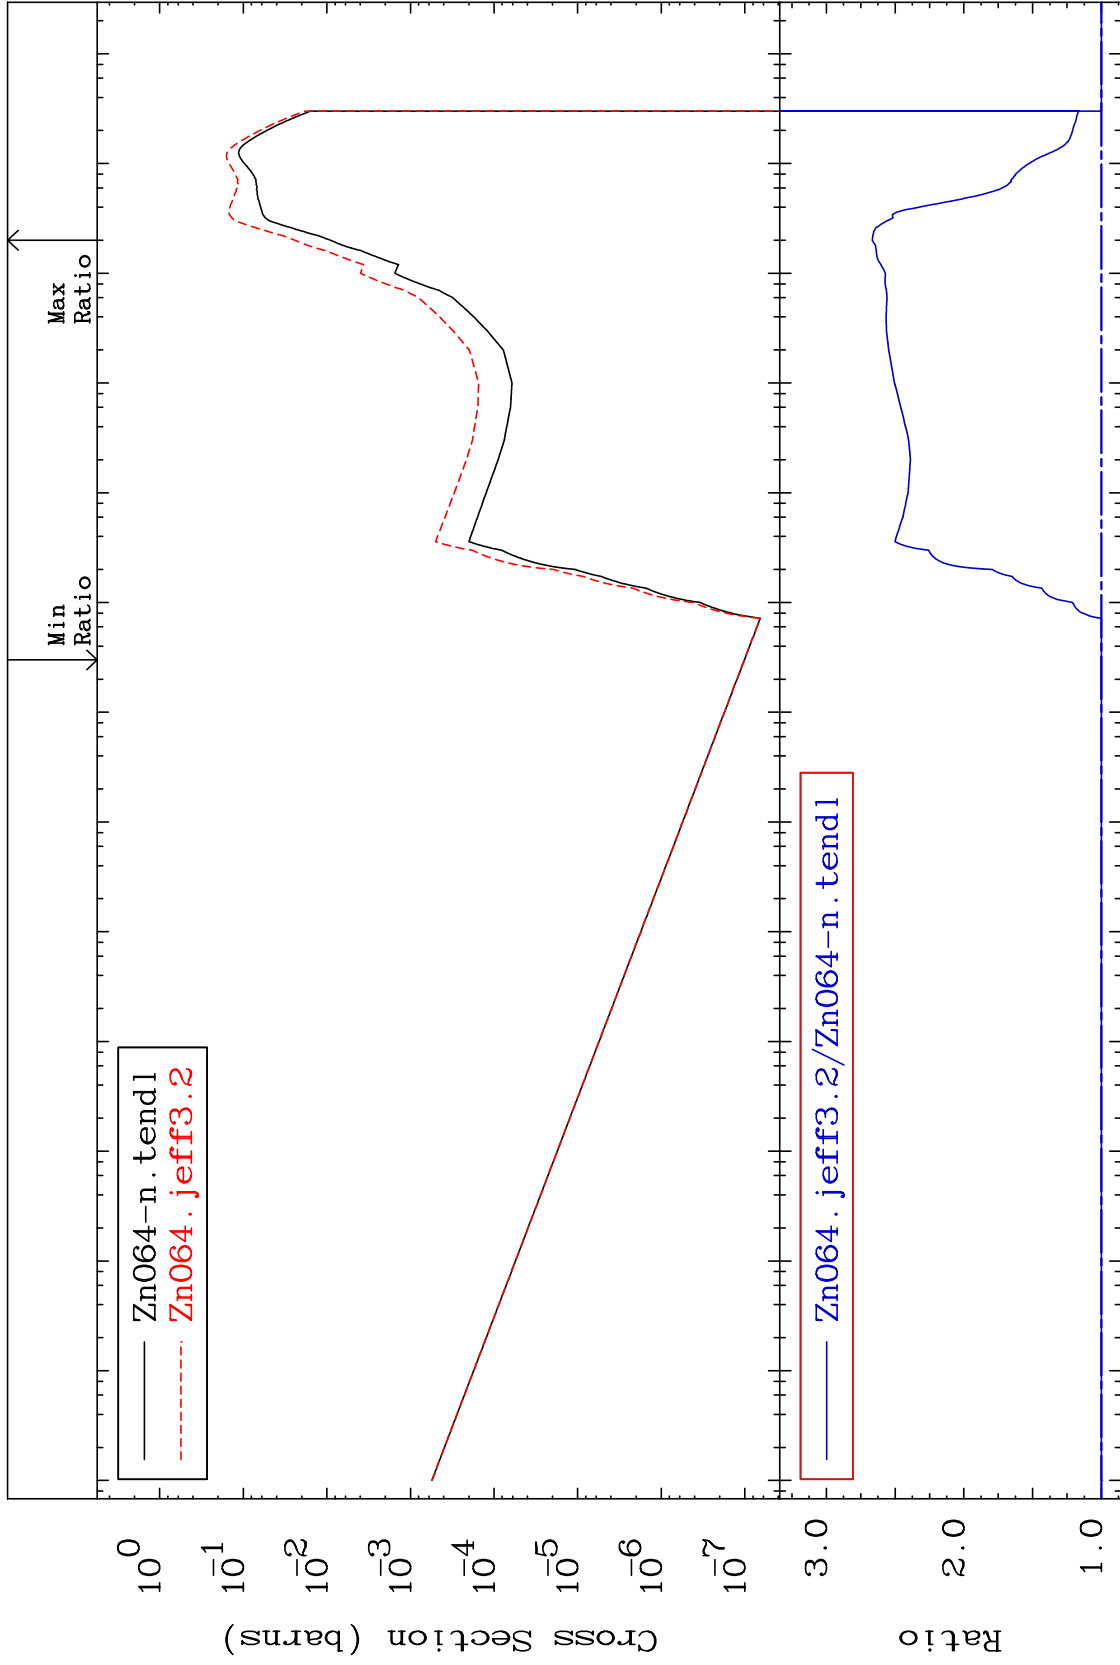 Min
Ratio
Max
Ratio
Zn064-n.tendl
Zn064.jeff3.2
10^0
10^-1
10^-2
10^-3
10^-4
10^-5
10^-6
10^-7
Cross Section (barns)
Zn064.jeff3.2/Zn064-n.tendl
3.0
2.0
1.0
Ratio